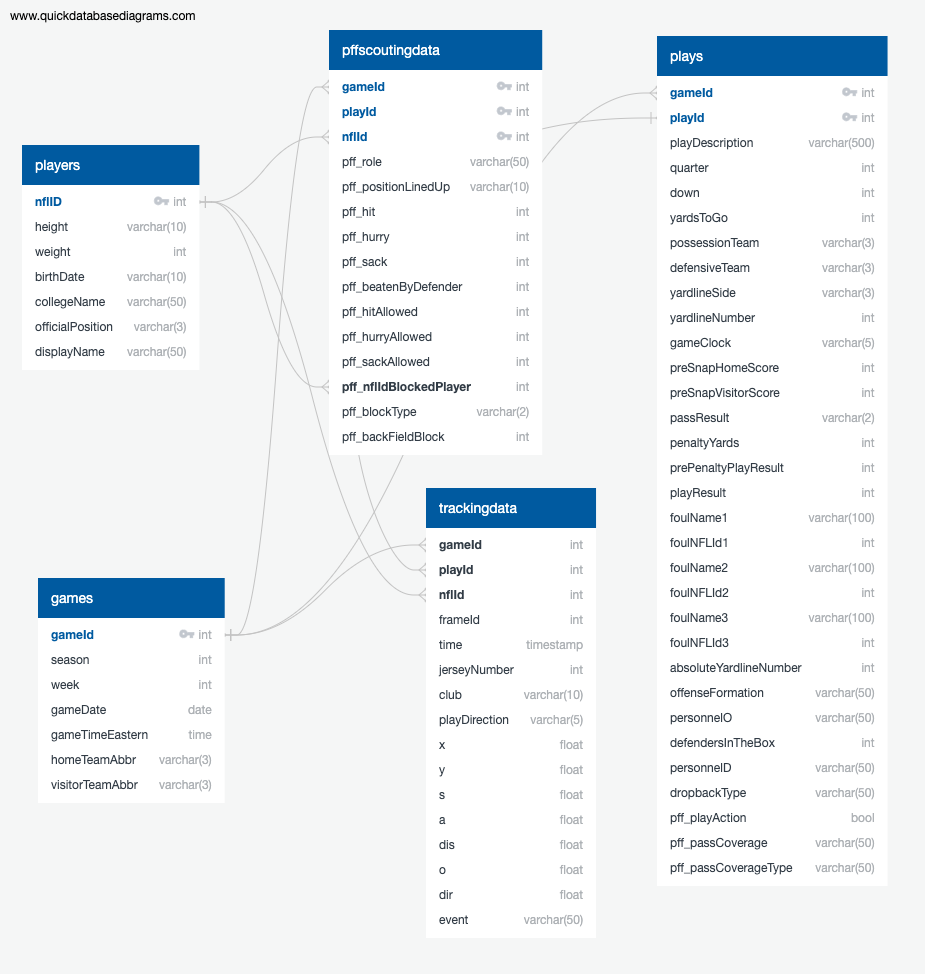 www.quickdatabasediagrams.com
pffscoutingdata
gameId int
playId int
nflId int
pff_role varchar(50)
pff_positionLinedUp varchar(10)
pff_hit int
pff_hurry int
pff_sack int
pff_beatenByDefender int
pff_hitAllowed int
pff_hurryAllowed int
pff_sackAllowed int
pff_nflIdBlockedPlayer int
pff_blockType varchar(2)
pff_backFieldBlock int
plays
gameId int
playId int
playDescription varchar(500)
quarter int
down int
yardsToGo int
possessionTeam varchar(3)
defensiveTeam varchar(3)
yardlineSide varchar(3)
yardlineNumber int
gameClock varchar(5)
preSnapHomeScore int
preSnapVisitorScore int
passResult varchar(2)
penaltyYards int
prePenaltyPlayResult int
playResult int
foulName1 varchar(100)
foulNFLId1 int
foulName2 varchar(100)
foulNFLId2 int
foulName3 varchar(100)
foulNFLId3 int
absoluteYardlineNumber int
offenseFormation varchar(50)
personnelO varchar(50)
defendersInTheBox int
personnelD varchar(50)
dropbackType varchar(50)
pff_playAction bool
pff_passCoverage varchar(50)
pff_passCoverageType varchar(50)
players
nflID int
height varchar(10)
weight int
birthDate varchar(10)
collegeName varchar(50)
officialPosition varchar(3)
displayName varchar(50)
trackingdata
gameId int
playId int
nflId int
frameId int
time timestamp
jerseyNumber int
club varchar(10)
playDirection varchar(5)
x float
y float
s float
a float
dis float
o float
dir float
event varchar(50)
games
gameId int
season int
week int
gameDate date
gameTimeEastern time
homeTeamAbbr varchar(3)
visitorTeamAbbr varchar(3)